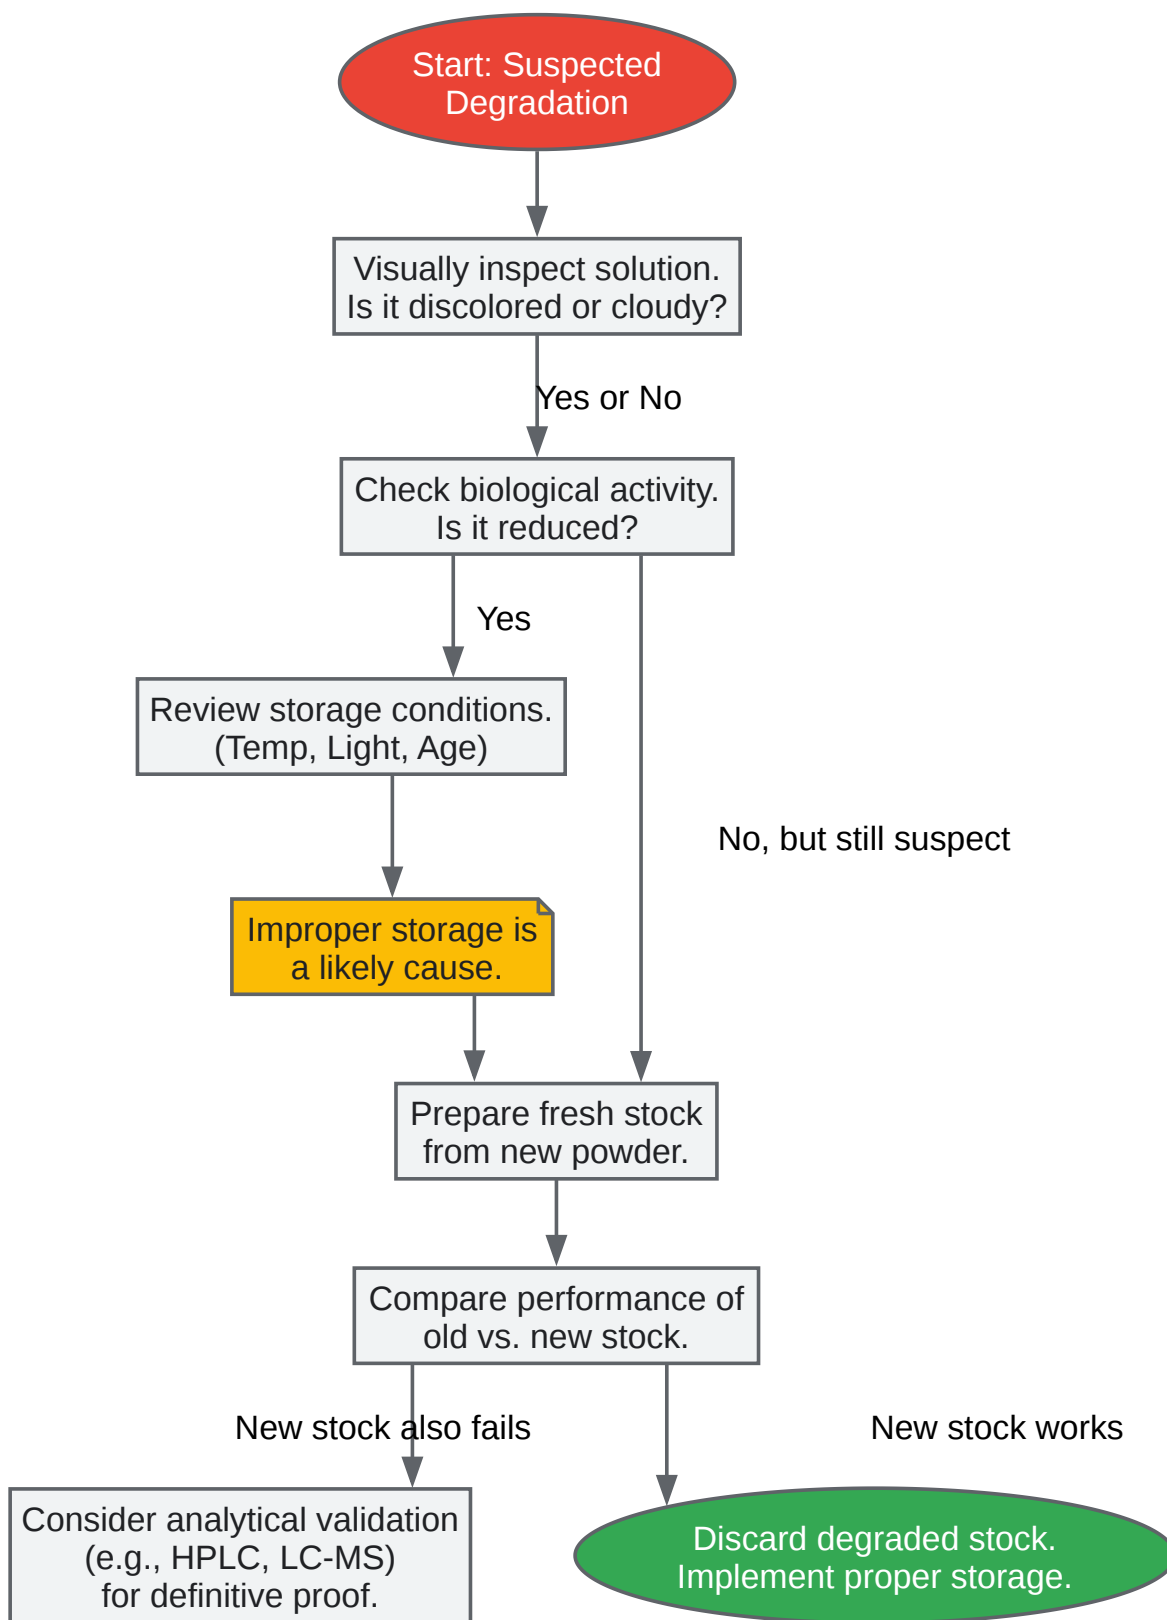 Start: Suspected
Degradation
Visually inspect solution.
Is it discolored or cloudy?
Yes or No
Check biological activity.
Is it reduced?
Yes
Review storage conditions.
(Temp, Light, Age)
No, but still suspect
Improper storage is
a likely cause.
Prepare fresh stock
from new powder.
Compare performance of
old vs. new stock.
New stock also fails
New stock works
Consider analytical validation
(e.g., HPLC, LC-MS)
for definitive proof.
Discard degraded stock.
Implement proper storage.